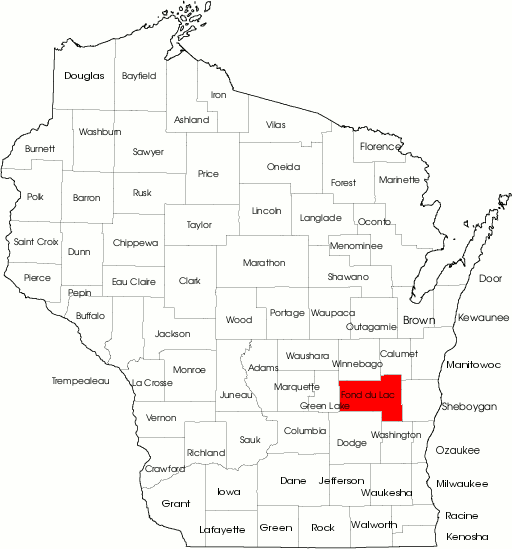 Douglas
Bayfield
Iron
Ashland
Vilas
Washburn
Burnett
Sawyer
Florence
Oneida
Price
Forest
Marinette
Polk
Barron
Rusk
Lincoln
Langlade
Taylor
Oconto
Saint Croix
Chippewa
Menominee
Dunn
Marathon
Pierce
Eau Claire
Clark
Shawano
Door
Pepin
Buffalo
Wood
Portage
Waupaca
Outagamie
Brown
Kewaunee
Jackson
Waushara
Calumet
Winnebago
Manitowoc
Trempealeau
La Crosse
Monroe
Adams
Marquette
Juneau
Fond du Lac
Green Lake
Sheboygan
Vernon
Columbia
Washington
Sauk
Dodge
Richland
Ozaukee
Crawford
Dane
Jefferson
Milwaukee
Iowa
Waukesha
Grant
Racine
Lafayette
Green
Rock
Walworth
Kenosha